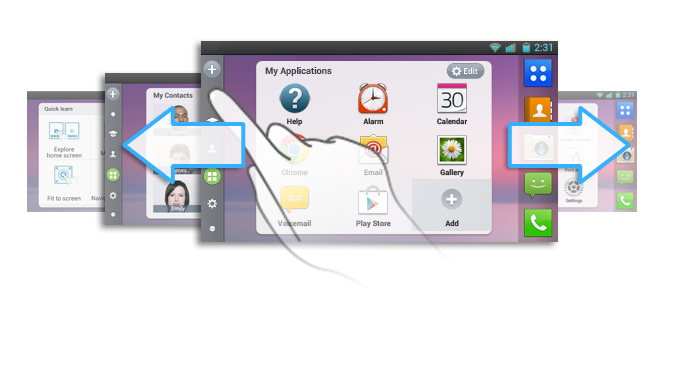 2:31
My Applications
Edit
Help
Alarm
Calendar
30
Chrome
Email
Gallery
Voicemail
Play Store
Add
My Contacts
Emily
Quick learn
Explore
home screen
Fit to screen
Settings
2:31